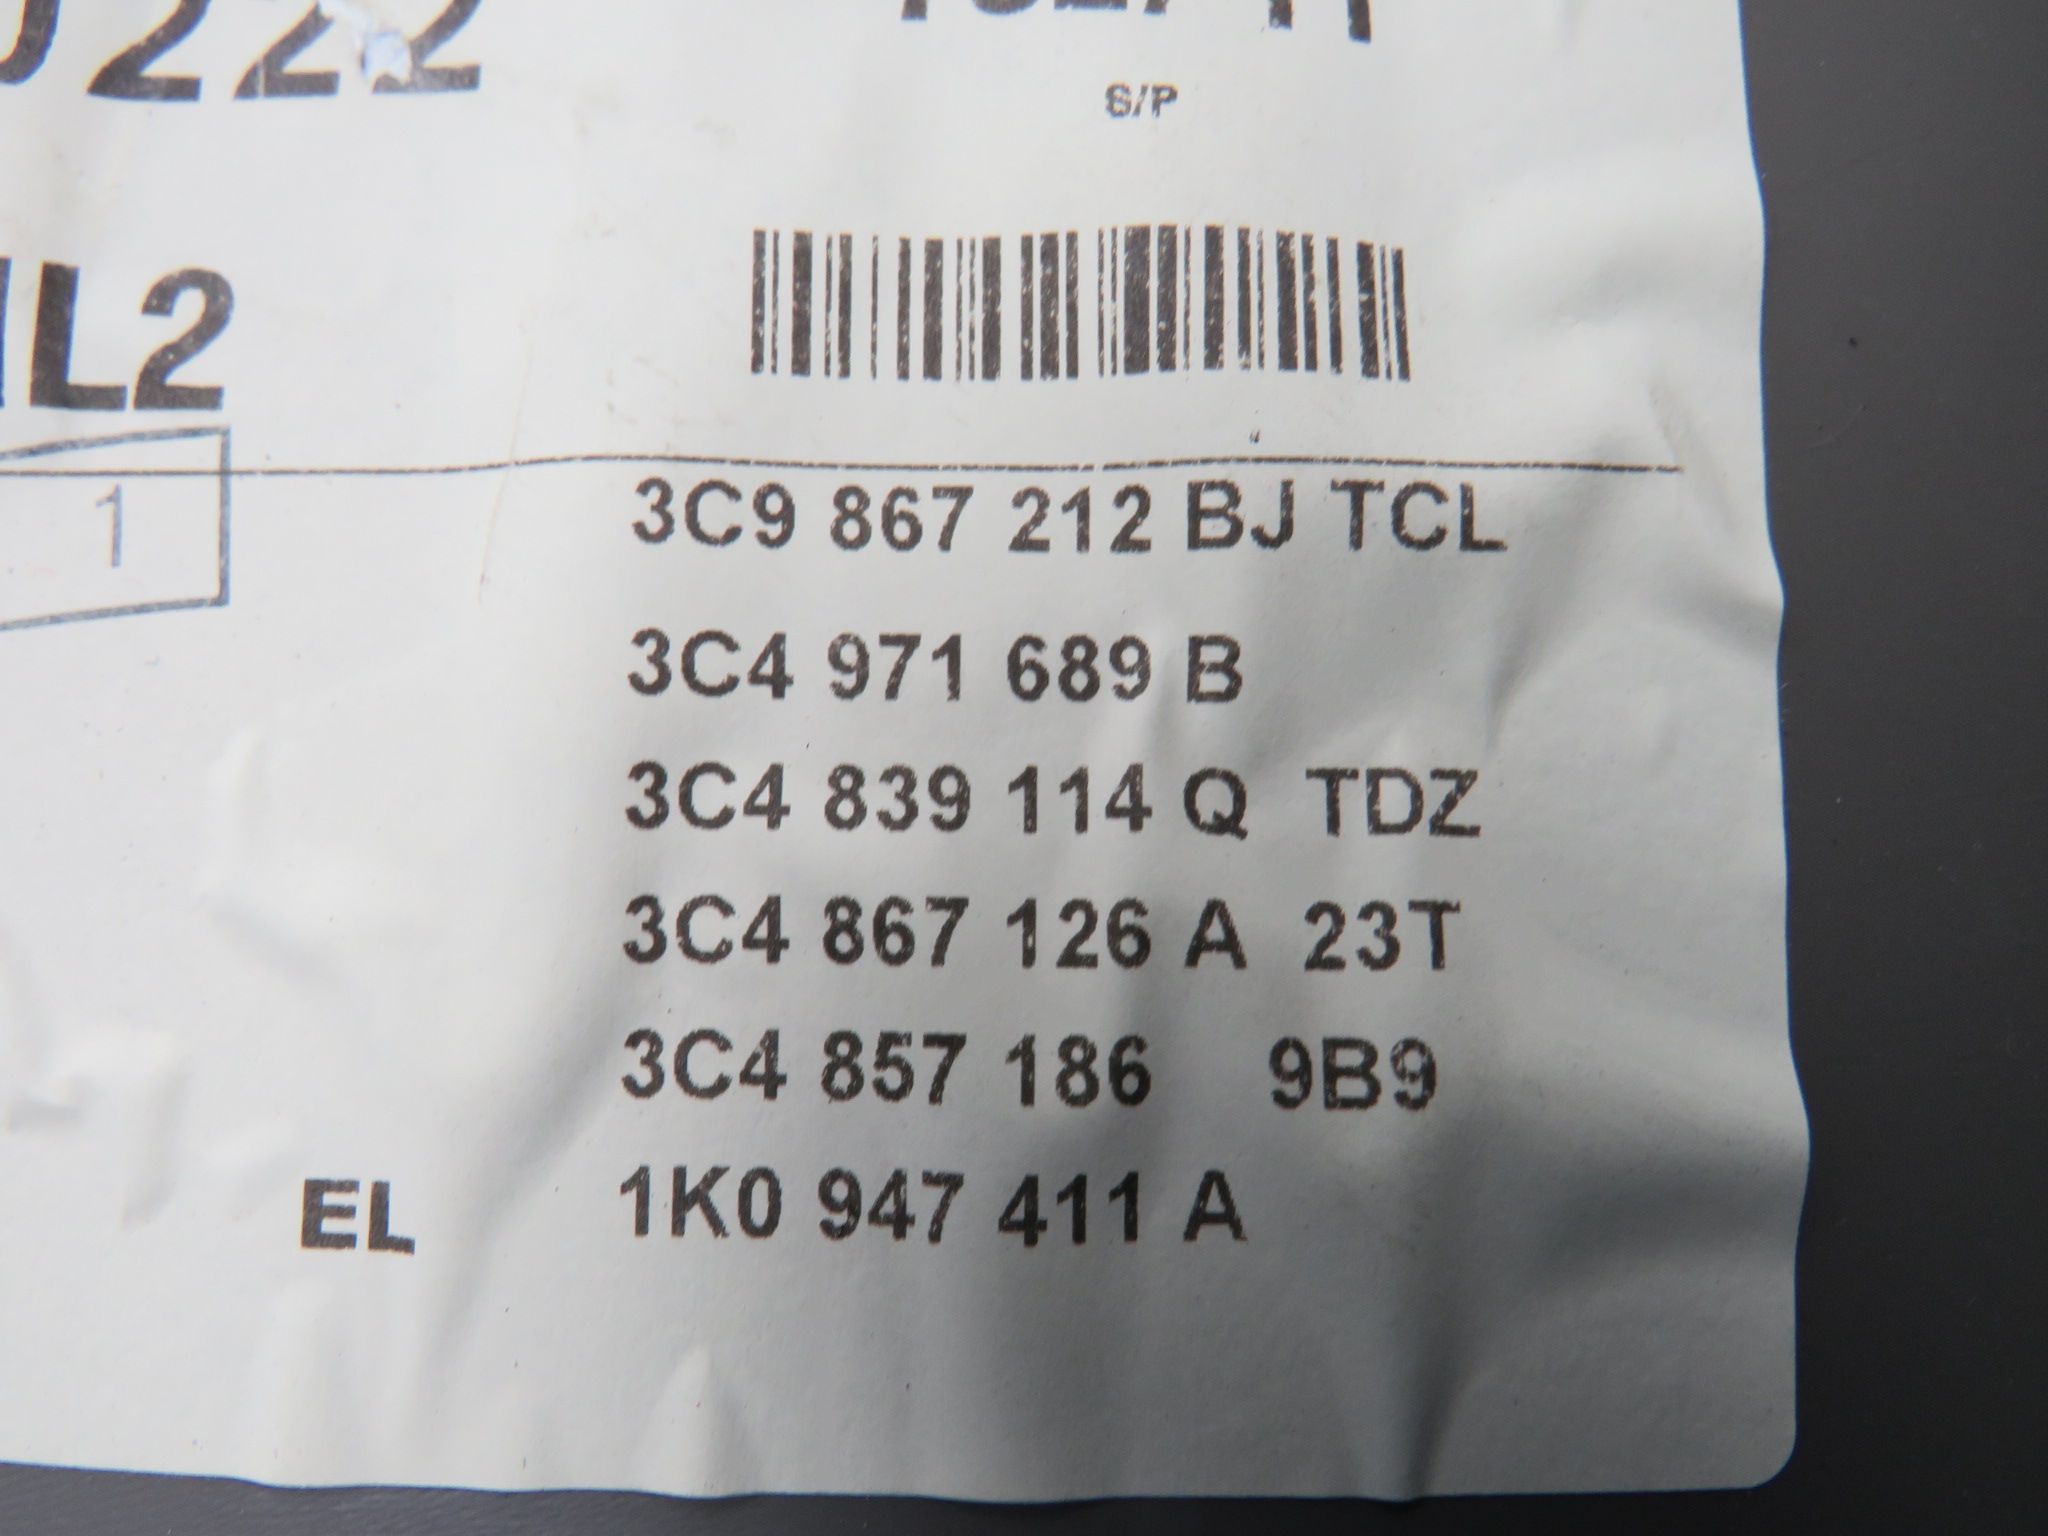 222
S/P
L2
1
3C9 867 212 BJ TCL
3C4 971 689 B
3C4 839 114 Q TDZ
3C4 867 126 A 23T
3C4 857 186 9B9
EL 1K0 947 411 A